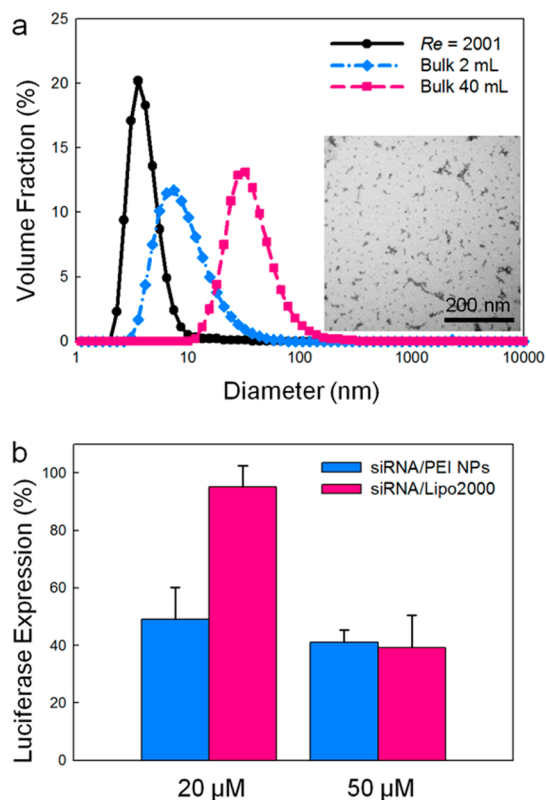 a
Re = 2001
Bulk 2 mL
Bulk 40 mL
Volume Fraction (%)
25
20
15
10
5
0
200 nm
1
10
100
1000
10000
Diameter (nm)
b
siRNA/PEI NPs
siRNA/Lipo2000
Luciferase Expression (%)
100
80
60
40
20
0
20 µM
50 µM